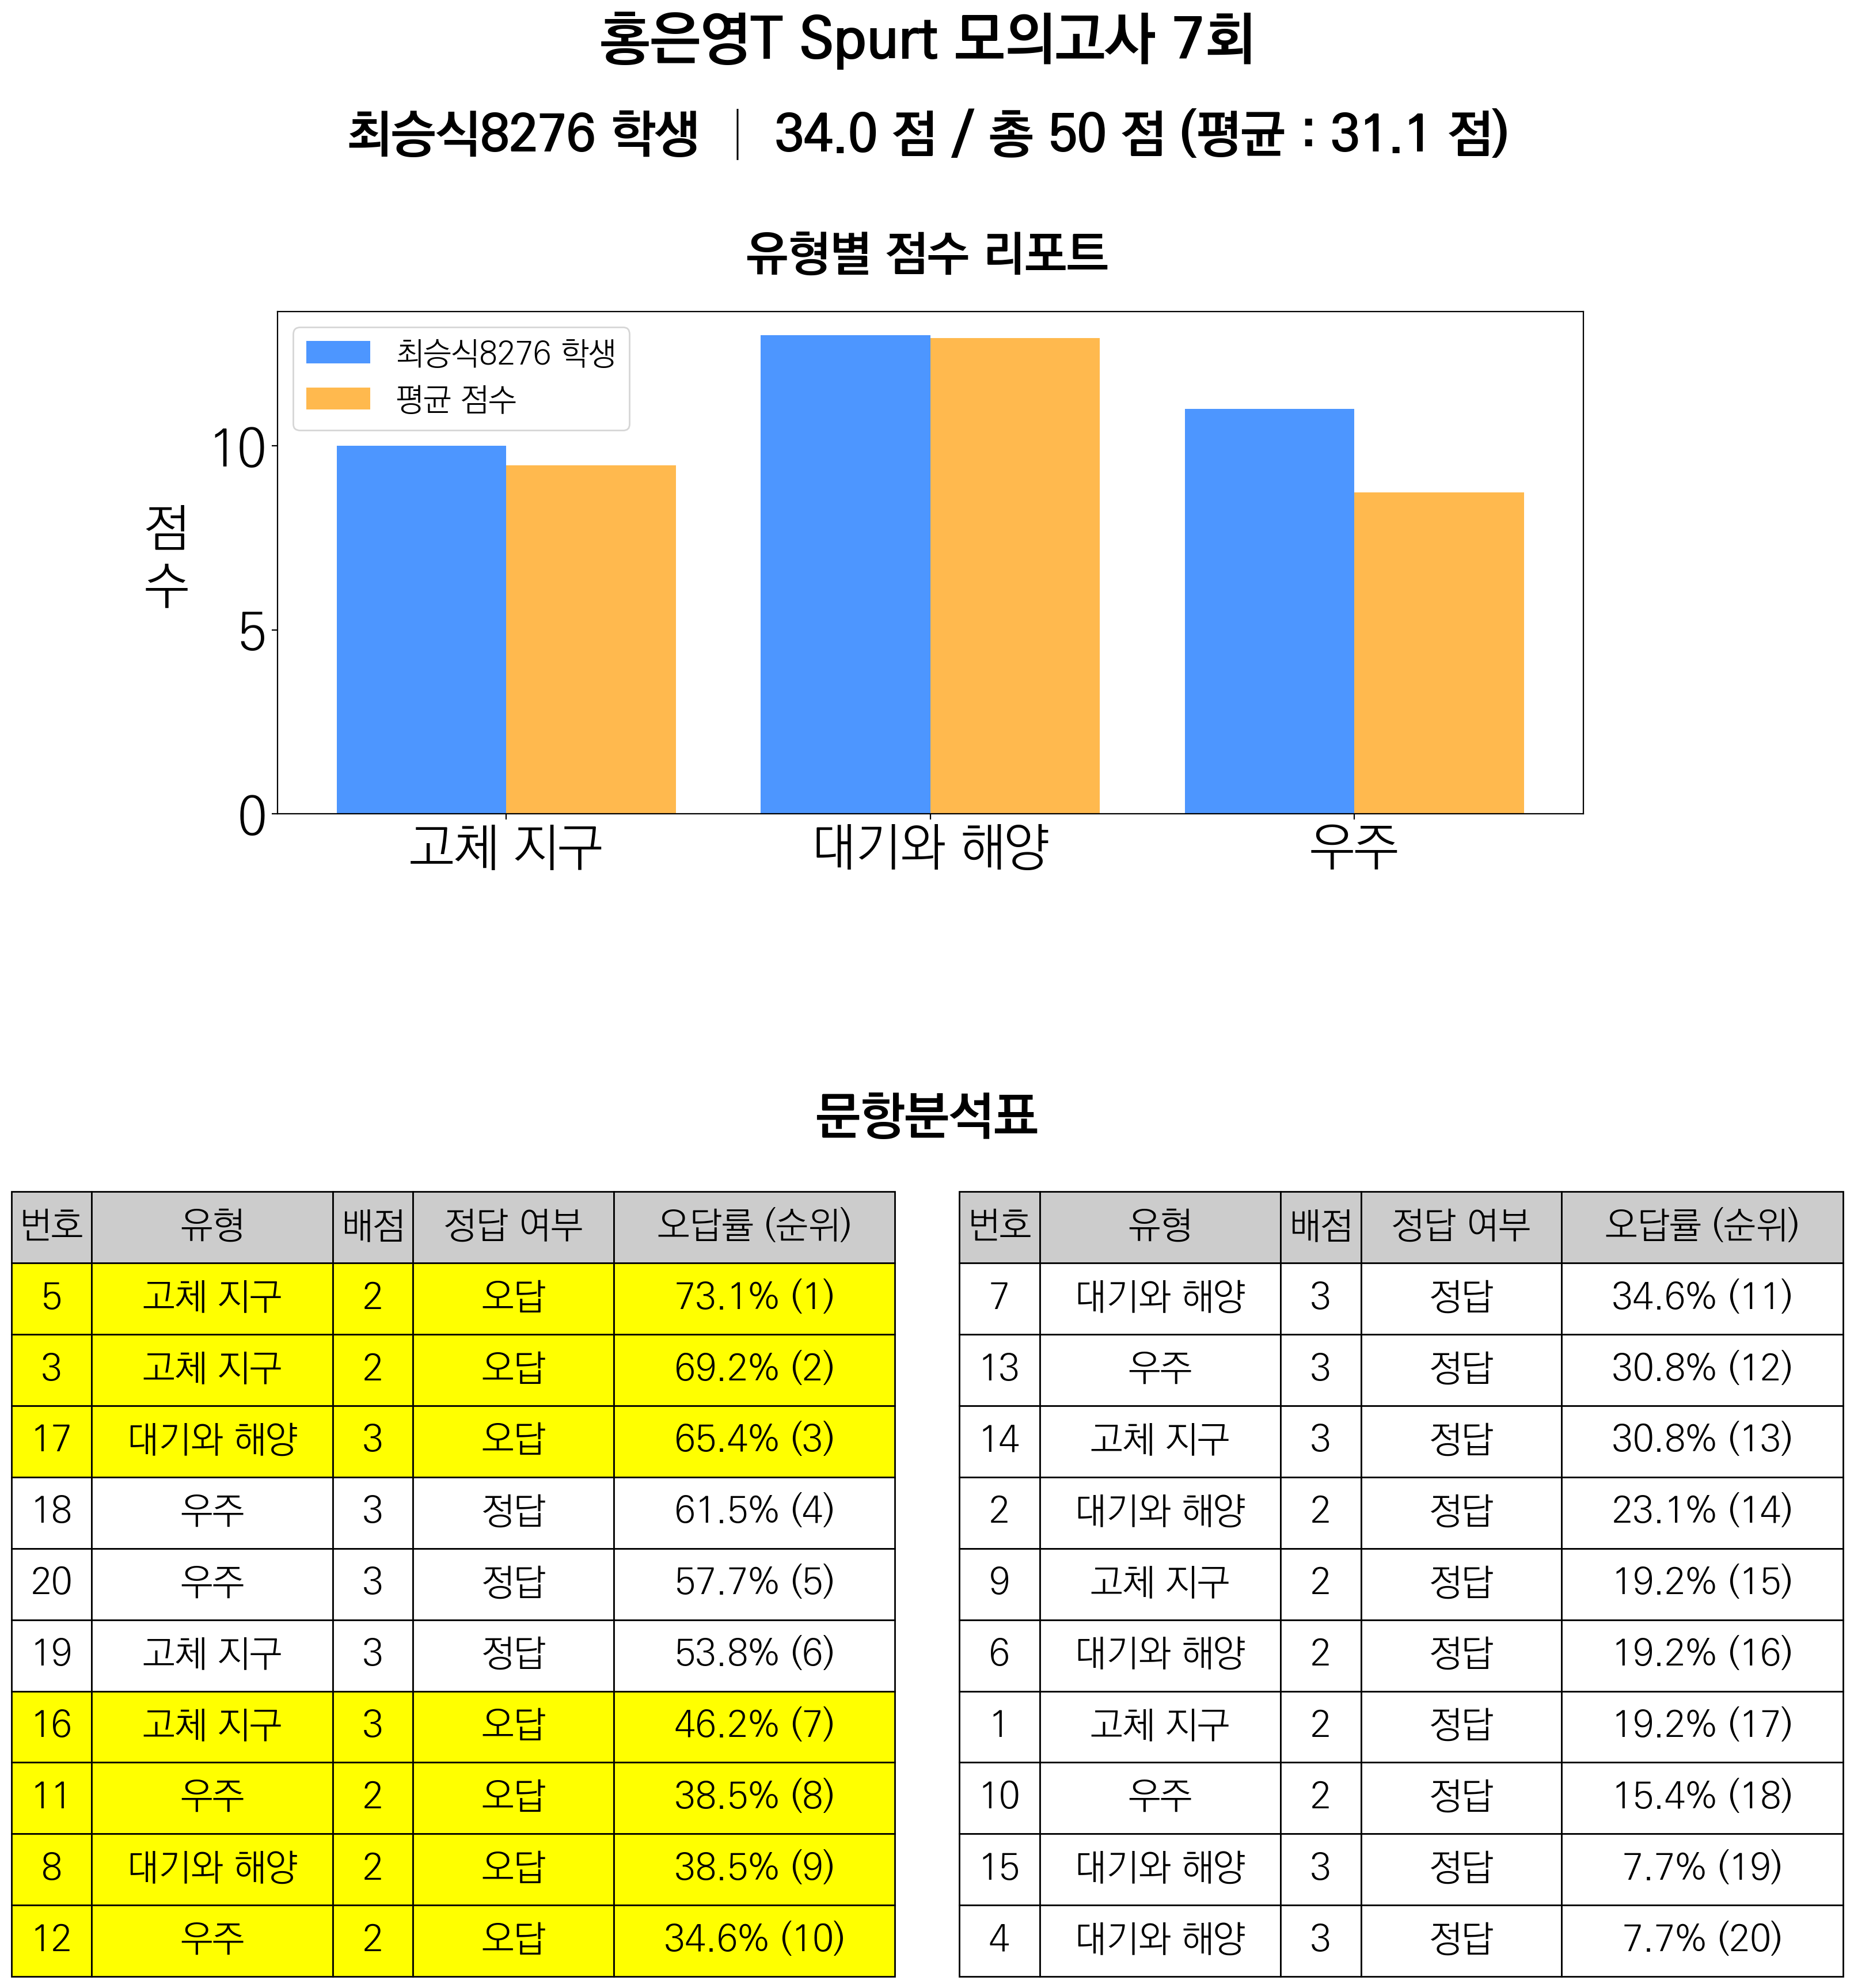 홍은영T Spurt 모의고사 7회
최승식8276 학생 │ 34.0 점 / 총 50 점 (평균 : 31.1 점)
유형별 점수 리포트
최승식8276 학생
평균 점수
점
수
10
5
0
고체 지구 대기와 해양 우주
문항분석표
번호 유형 배점 정답 여부 오답률 (순위)
5 고체 지구 2 오답 73.1% (1)
3 고체 지구 2 오답 69.2% (2)
17 대기와 해양 3 오답 65.4% (3)
18 우주 3 정답 61.5% (4)
20 우주 3 정답 57.7% (5)
19 고체 지구 3 정답 53.8% (6)
16 고체 지구 3 오답 46.2% (7)
11 우주 2 오답 38.5% (8)
8 대기와 해양 2 오답 38.5% (9)
12 우주 2 오답 34.6% (10)
번호 유형 배점 정답 여부 오답률 (순위)
7 대기와 해양 3 정답 34.6% (11)
13 우주 3 정답 30.8% (12)
14 고체 지구 3 정답 30.8% (13)
2 대기와 해양 2 정답 23.1% (14)
9 고체 지구 2 정답 19.2% (15)
6 대기와 해양 2 정답 19.2% (16)
1 고체 지구 2 정답 19.2% (17)
10 우주 2 정답 15.4% (18)
15 대기와 해양 3 정답 7.7% (19)
4 대기와 해양 3 정답 7.7% (20)